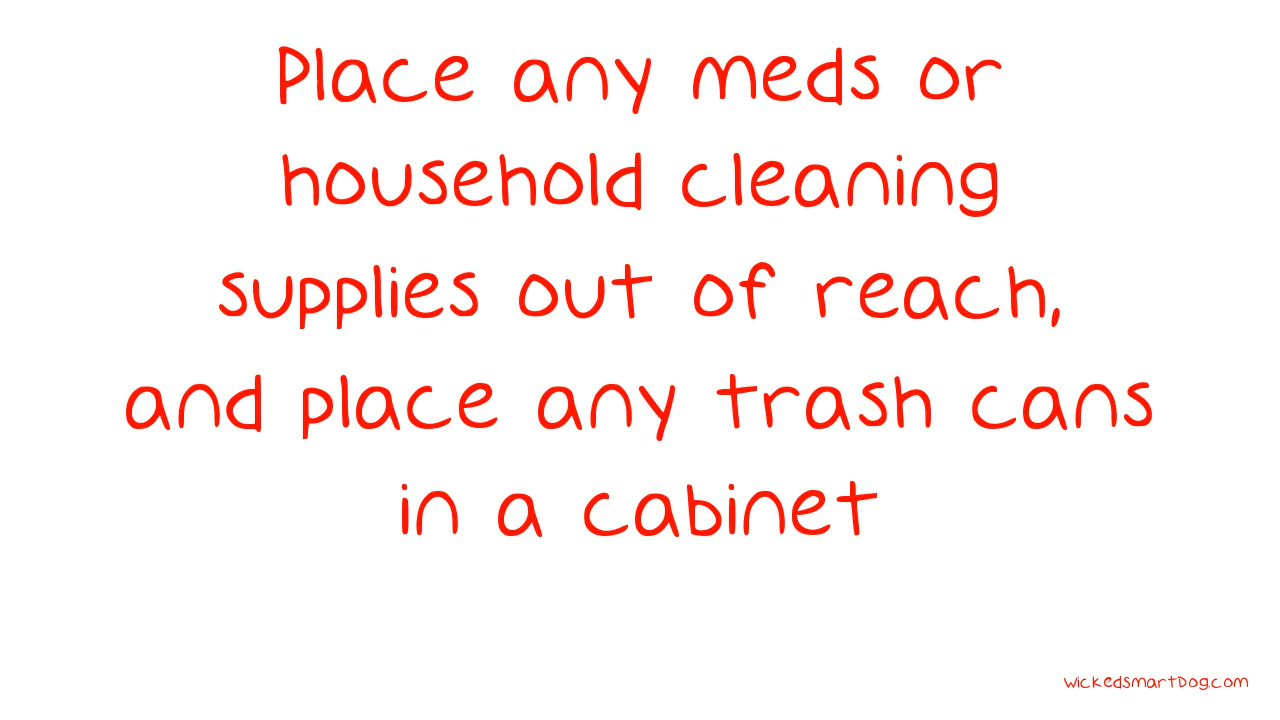 Place any meds or
household cleaning
supplies out of reach,
and place any trash cans
in a cabinet
wickedsmartDog.com